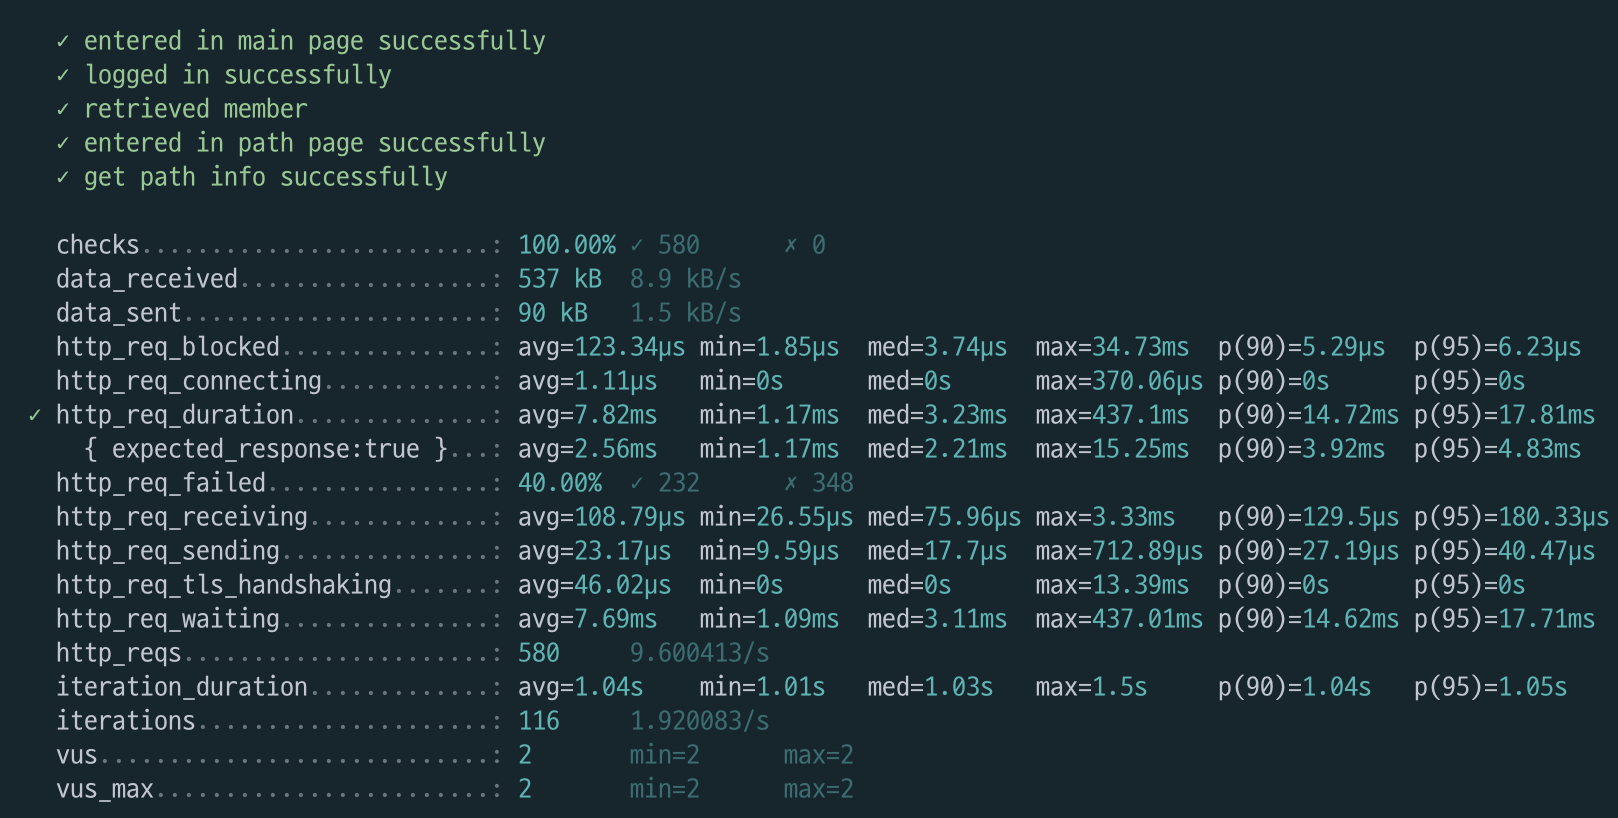 ✓ entered in main page successfully
✓ logged in successfully
✓ retrieved member
✓ entered in path page successfully
✓ get path info successfully
checks.........................: 100.00% ✓ 580      ✗ 0
data_received..................: 537 kB  8.9 kB/s
data_sent......................: 90 kB   1.5 kB/s
http_req_blocked...............: avg=123.34µs min=1.85µs  med=3.74µs  max=34.73ms  p(90)=5.29µs  p(95)=6.23µs
http_req_connecting............: avg=1.11µs   min=0s      med=0s      max=370.06µs p(90)=0s      p(95)=0s
✓ http_req_duration..............: avg=7.82ms   min=1.17ms  med=3.23ms  max=437.1ms  p(90)=14.72ms p(95)=17.81ms
{ expected_response:true }...: avg=2.56ms   min=1.17ms  med=2.21ms  max=15.25ms  p(90)=3.92ms  p(95)=4.83ms
http_req_failed................: 40.00%  ✓ 232      ✗ 348
http_req_receiving.............: avg=108.79µs min=26.55µs med=75.96µs max=3.33ms   p(90)=129.5µs p(95)=180.33µs
http_req_sending...............: avg=23.17µs  min=9.59µs  med=17.7µs  max=712.89µs p(90)=27.19µs p(95)=40.47µs
http_req_tls_handshaking.......: avg=46.02µs  min=0s      med=0s      max=13.39ms  p(90)=0s      p(95)=0s
http_req_waiting...............: avg=7.69ms   min=1.09ms  med=3.11ms  max=437.01ms p(90)=14.62ms p(95)=17.71ms
http_reqs......................: 580     9.600413/s
iteration_duration.............: avg=1.04s    min=1.01s   med=1.03s   max=1.5s     p(90)=1.04s   p(95)=1.05s
iterations.....................: 116     1.920083/s
vus............................: 2       min=2      max=2
vus_max........................: 2       min=2      max=2